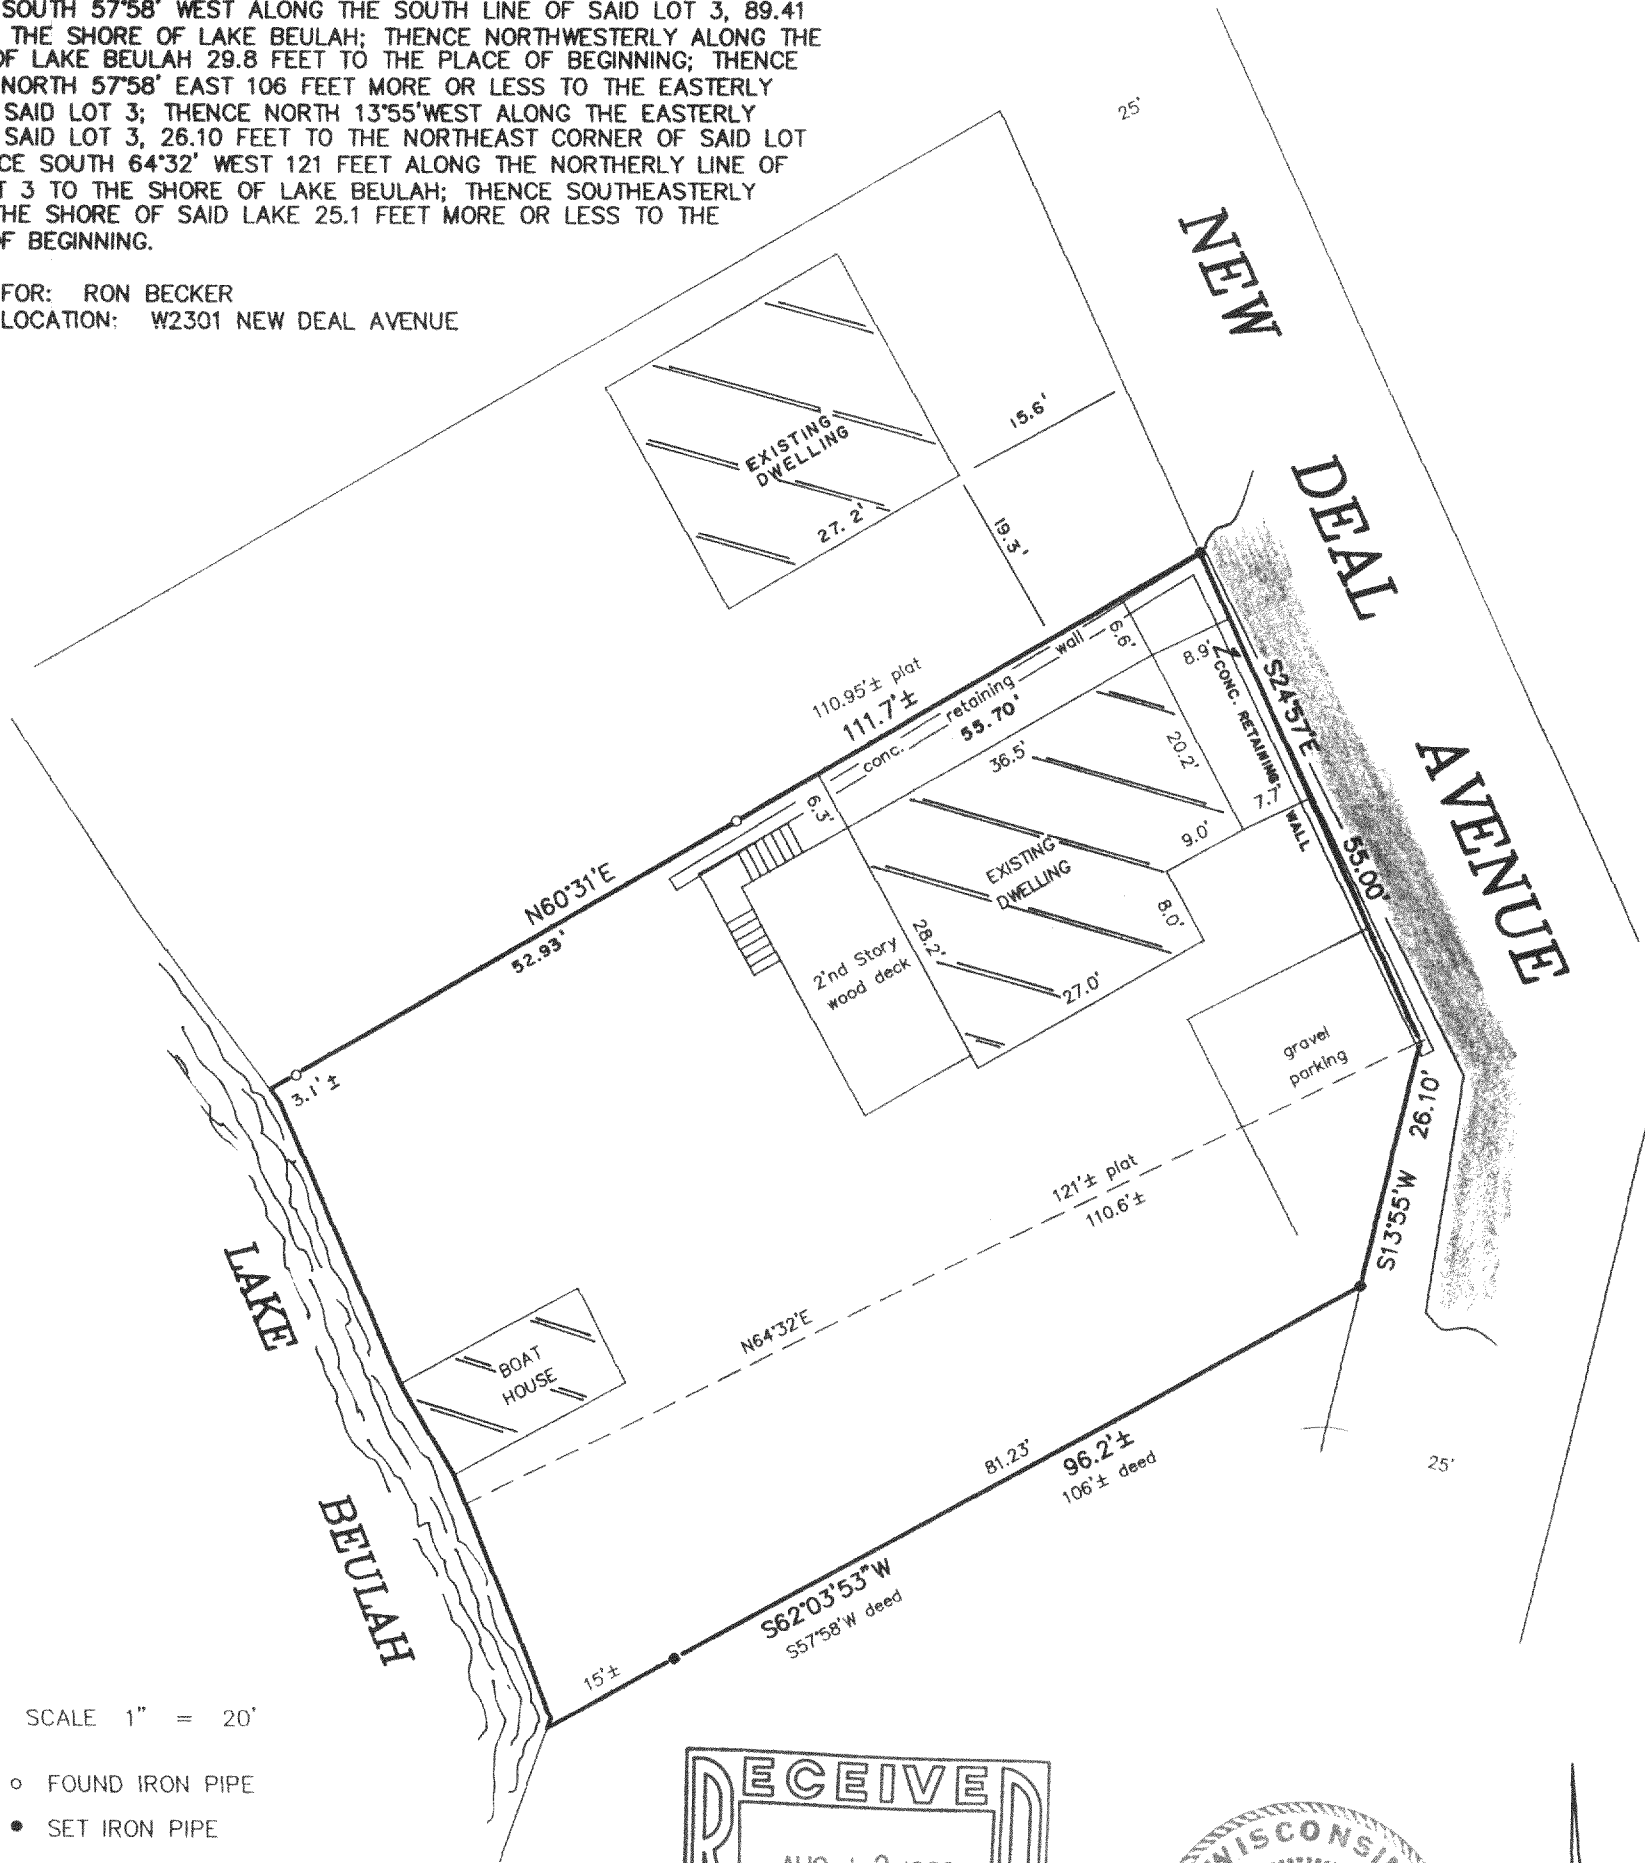 SOUTH 57°58' WEST ALONG THE SOUTH LINE OF SAID LOT 3, 89.41
THE SHORE OF LAKE BEULAH; THENCE NORTHWESTERLY ALONG THE
OF LAKE BEULAH 29.8 FEET TO THE PLACE OF BEGINNING; THENCE
NORTH 57°58' EAST 106 FEET MORE OR LESS TO THE EASTERLY
SAID LOT 3; THENCE NORTH 13°55'WEST ALONG THE EASTERLY
SAID LOT 3, 26.10 FEET TO THE NORTHEAST CORNER OF SAID LOT
CE SOUTH 64°32' WEST 121 FEET ALONG THE NORTHERLY LINE OF
T 3 TO THE SHORE OF LAKE BEULAH; THENCE SOUTHEASTERLY
THE SHORE OF SAID LAKE 25.1 FEET MORE OR LESS TO THE
OF BEGINNING.
FOR: RON BECKER
LOCATION: W2301 NEW DEAL AVENUE
25'
NEW
DEAL
AVENUE
EXISTING
DWELLING
27.2'
15.6'
19.3'
110.95'± plat
111.7'±
conc. retaining wall
55.70'
6.6'
8.9'
CONC. RETAINING WALL
S24°57'E
55.00'
36.5'
20.2'
7.7'
9.0'
6.3'
EXISTING
DWELLING
8.0'
28.2'
27.0'
2'nd Story
wood deck
N60°31'E
52.93'
3.1'±
gravel
parking
26.10'
S13°55'W
121'± plat
110.6'±
N64°32'E
LAKE
BEULAH
BOAT
HOUSE
81.23'
96.2'±
106'± deed
25'
S62°03'53"W
S57°58'W deed
15'±
SCALE 1" = 20'
FOUND IRON PIPE
SET IRON PIPE
RECEIVED
WISCONSI